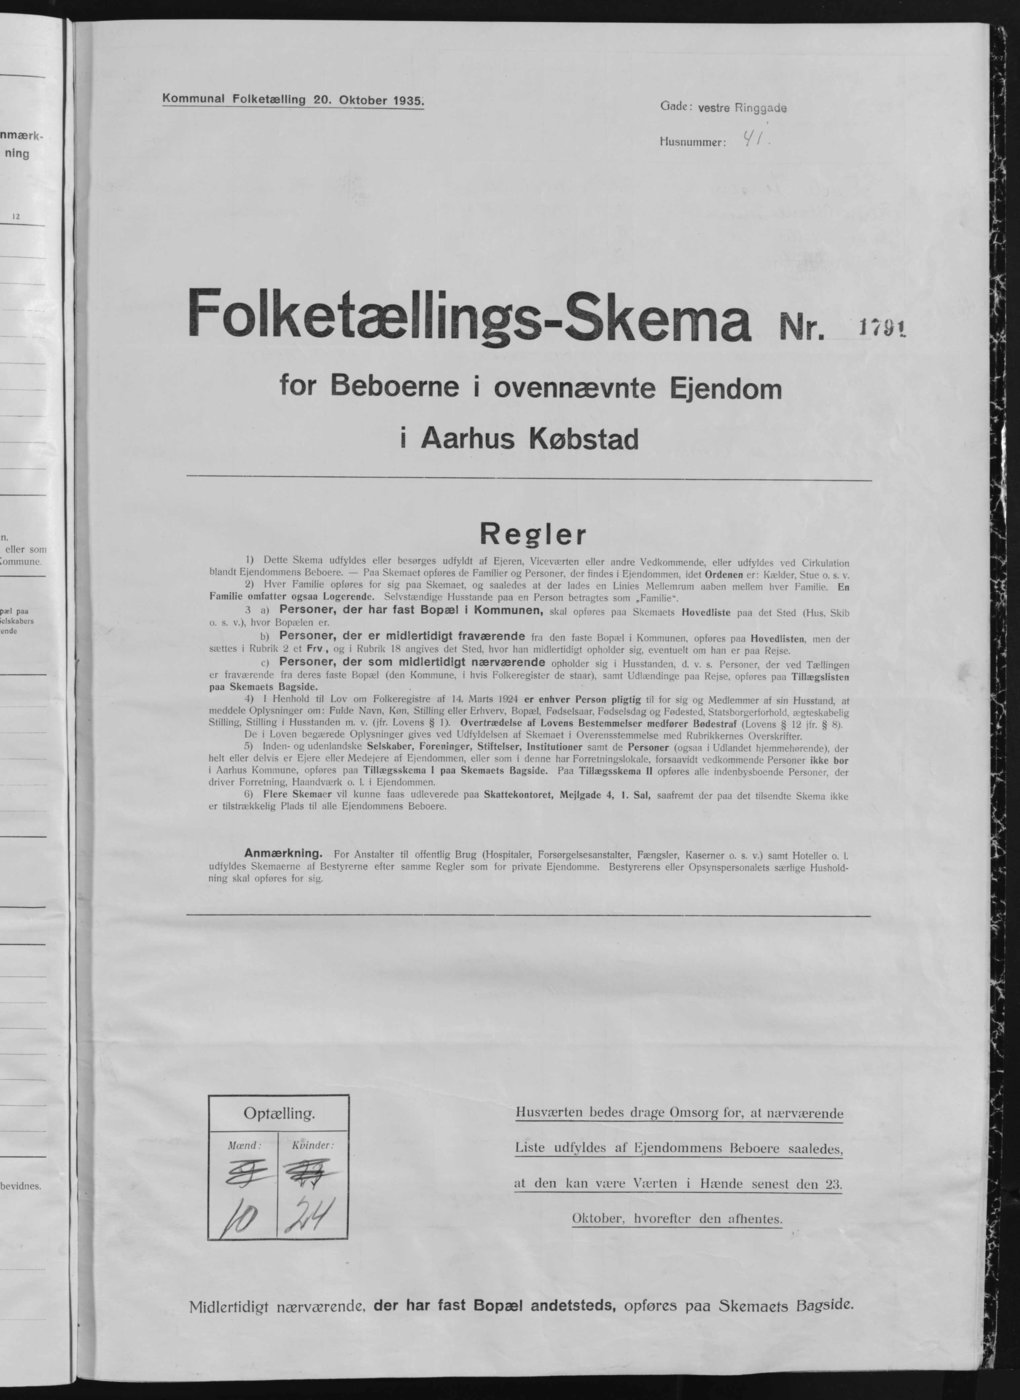 nmærk-
ning
12
n.
eller som
Kommune.
pæl paa
Selskabers
ende
bevidnes.
Kommunal Folketælling 20. Oktober 1935.
Gade: vestre Ringgade
Husnummer: 41.
Folketællings-Skema Nr. 1791
for Beboerne i ovennævnte Ejendom
i Aarhus Købstad
Regler
1) Dette Skema udfyldes eller besørges udfyldt af Ejeren, Viceværten eller andre Vedkommende, eller udfyldes ved Cirkulation
blandt Ejendommens Beboere. — Paa Skemaet opføres de Familier og Personer, der findes i Ejendommen, idet Ordenen er: Kælder, Stue o. s. v.
2) Hver Familie opføres for sig paa Skemaet, og saaledes at der lades en Linies Mellemrum aaben mellem hver Familie. En
Familie omfatter ogsaa Logerende. Selvstændige Husstande paa en Person betragtes som „Familie“.
3 a) Personer, der har fast Bopæl i Kommunen, skal opføres paa Skemaets Hovedliste paa det Sted (Hus, Skib
o. s. v.), hvor Bopælen er.
b) Personer, der er midlertidigt fraværende fra den faste Bopæl i Kommunen, opføres paa Hovedlisten, men der
sættes i Rubrik 2 et Frv., og i Rubrik 18 angives det Sted, hvor han midlertidigt opholder sig, eventuelt om han er paa Rejse.
c) Personer, der som midlertidigt nærværende opholder sig i Husstanden, d. v. s. Personer, der ved Tællingen
er fraværende fra deres faste Bopæl (den Kommune, i hvis Folkeregister de staar), samt Udlændinge paa Rejse, opføres paa Tillægslisten
paa Skemaets Bagside.
4) I Henhold til Lov om Folkeregistre af 14. Marts 1924 er enhver Person pligtig til for sig og Medlemmer af sin Husstand, at
meddele Oplysninger om: Fulde Navn, Køn, Stilling eller Erhverv, Bopæl, Fødselsaar, Fødselsdag og Fødested, Statsborgerforhold, ægteskabelig
Stilling, Stilling i Husstanden m. v. (jfr. Lovens § 1). Overtrædelse af Lovens Bestemmelser medfører Bødestraf (Lovens § 12 jfr. § 8).
De i Loven begærede Oplysninger gives ved Udfyldelsen af Skemaet i Overensstemmelse med Rubrikkernes Overskrifter.
5) Inden- og udenlandske Selskaber, Foreninger, Stiftelser, Institutioner samt de Personer (ogsaa i Udlandet hjemmehørende), der
helt eller delvis er Ejere eller Medejere af Ejendommen, eller som i denne har Forretningslokale, forsaavidt vedkommende Personer ikke bor
i Aarhus Kommune, opføres paa Tillægsskema I paa Skemaets Bagside. Paa Tillægsskema II opføres alle indenbysboende Personer, der
driver Forretning, Haandværk o. l. i Ejendommen.
6) Flere Skemaer vil kunne faas udleverede paa Skattekontoret, Mejlgade 4, 1. Sal, saafremt der paa det tilsendte Skema ikke
er tilstrækkelig Plads til alle Ejendommens Beboere.
Anmærkning. For Anstalter til offentlig Brug (Hospitaler, Forsørgelsesanstalter, Fængsler, Kaserner o. s. v.) samt Hoteller o. l.
udfyldes Skemaerne af Bestyrerne efter samme Regler som for private Ejendomme. Bestyrerens eller Opsynspersonalets særlige Hushold-
ning skal opføres for sig.
Optælling.
Mænd: Kvinder:
10 24
Husværten bedes drage Omsorg for, at nærværende
Liste udfyldes af Ejendommens Beboere saaledes,
at den kan være Værten i Hænde senest den 23.
Oktober, hvorefter den afhentes.
Midlertidigt nærværende, der har fast Bopæl andetsteds, opføres paa Skemaets Bagside.